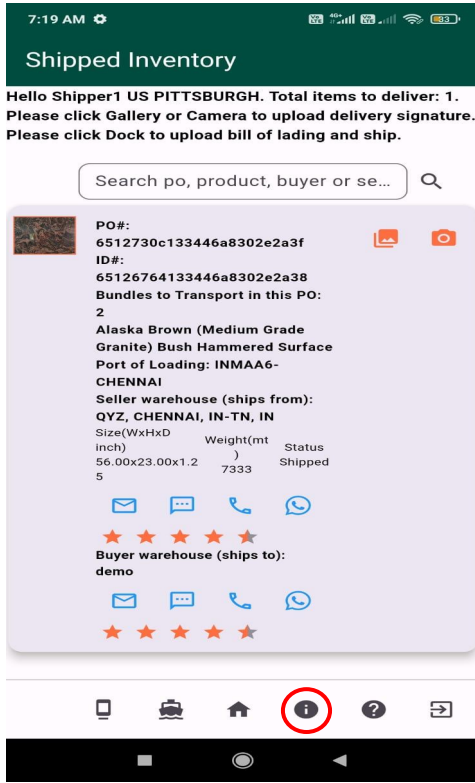 7:19 AM
83
Shipped Inventory
Hello Shipper1 US PITTSBURGH. Total items to deliver: 1.
Please click Gallery or Camera to upload delivery signature.
Please click Dock to upload bill of lading and ship.
Search po, product, buyer or se...
PO#:
6512730c133446a8302e2a3f
ID#:
65126764133446a8302e2a38
Bundles to Transport in this PO:
2
Alaska Brown (Medium Grade
Granite) Bush Hammered Surface
Port of Loading: INMAA6-
CHENNAI
Seller warehouse (ships from):
QYZ, CHENNAI, IN-TN, IN
Size(WxHxD
inch)
56.00x23.00x1.2
5
Weight(mt
)
7333
Status
Shipped
Buyer warehouse (ships to):
demo